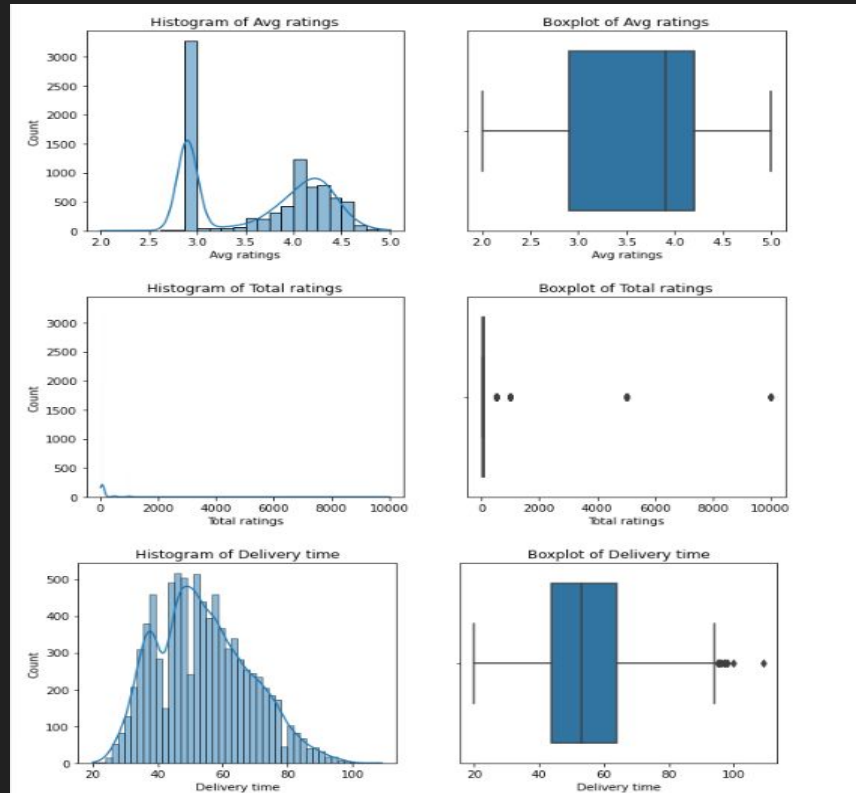 Histogram of Avg ratings
3000
2500
2000
1500
1000
500
0
Count
2.0 2.5 3.0 3.5 4.0 4.5 5.0
Avg ratings
Boxplot of Avg ratings
2.0 2.5 3.0 3.5 4.0 4.5 5.0
Avg ratings
Histogram of Total ratings
3000
2500
2000
1500
1000
500
0
Count
0 2000 4000 6000 8000 10000
Total ratings
Boxplot of Total ratings
0 2000 4000 6000 8000 10000
Total ratings
Histogram of Delivery time
500
400
300
200
100
0
Count
20 40 60 80 100
Delivery time
Boxplot of Delivery time
20 40 60 80 100
Delivery time